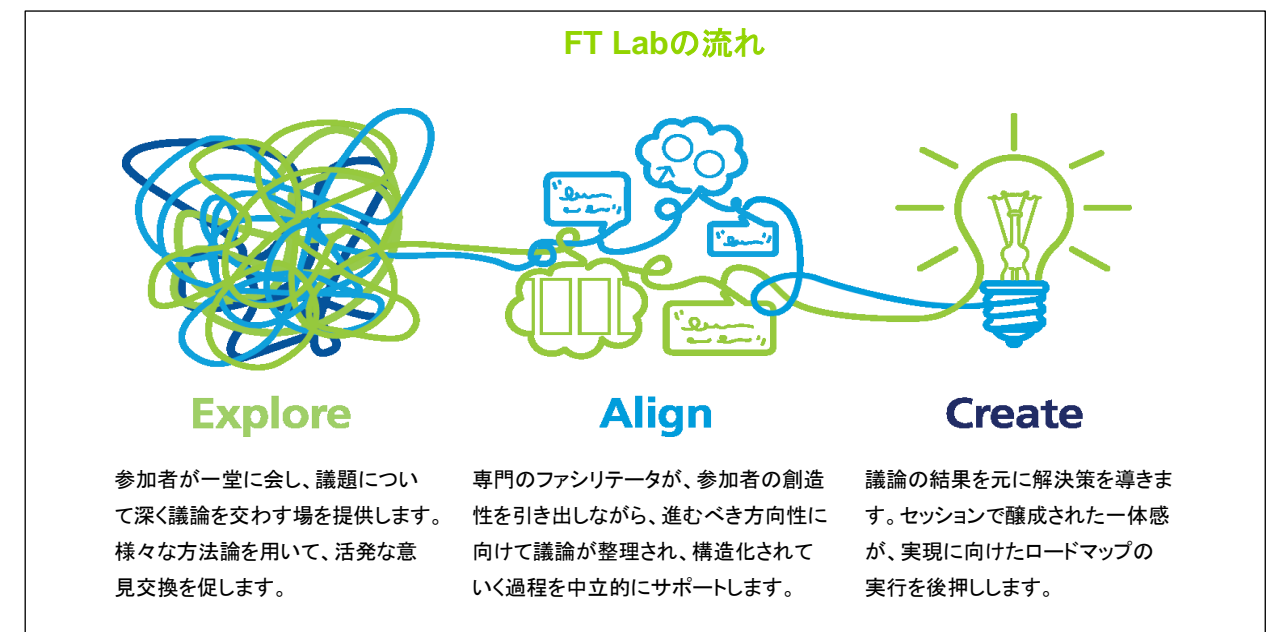 FT Labの流れ
Explore
参加者が一堂に会し、議題につい
て深く議論を交わす場を提供します。
様々な方法論を用いて、活発な意
見交換を促します。
Align
専門のファシリテータが、参加者の創造
性を引き出しながら、進むべき方向性に
向けて議論が整理され、構造化されて
いく過程を中立的にサポートします。
Create
議論の結果を元に解決策を導きま
す。セッションで醸成された一体感
が、実現に向けたロードマップの
実行を後押しします。